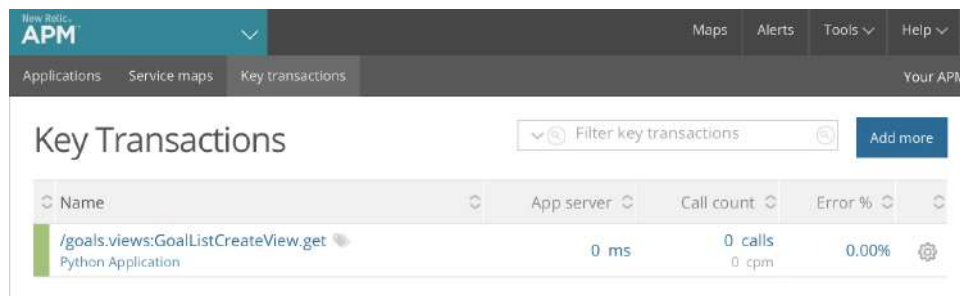 New Relic.
APM
Maps Alerts Tools Help
Applications Service maps Key transactions Your APM
Key Transactions
Filter key transactions
Add more
Name App server Call count Error %
/goals.views:GoalListCreateView.get 0 ms 0 calls 0.00%
Python Application 0 cpm